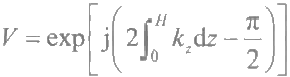 V = exp[j(2∫₀ᴴ k_z dz − π/2)]